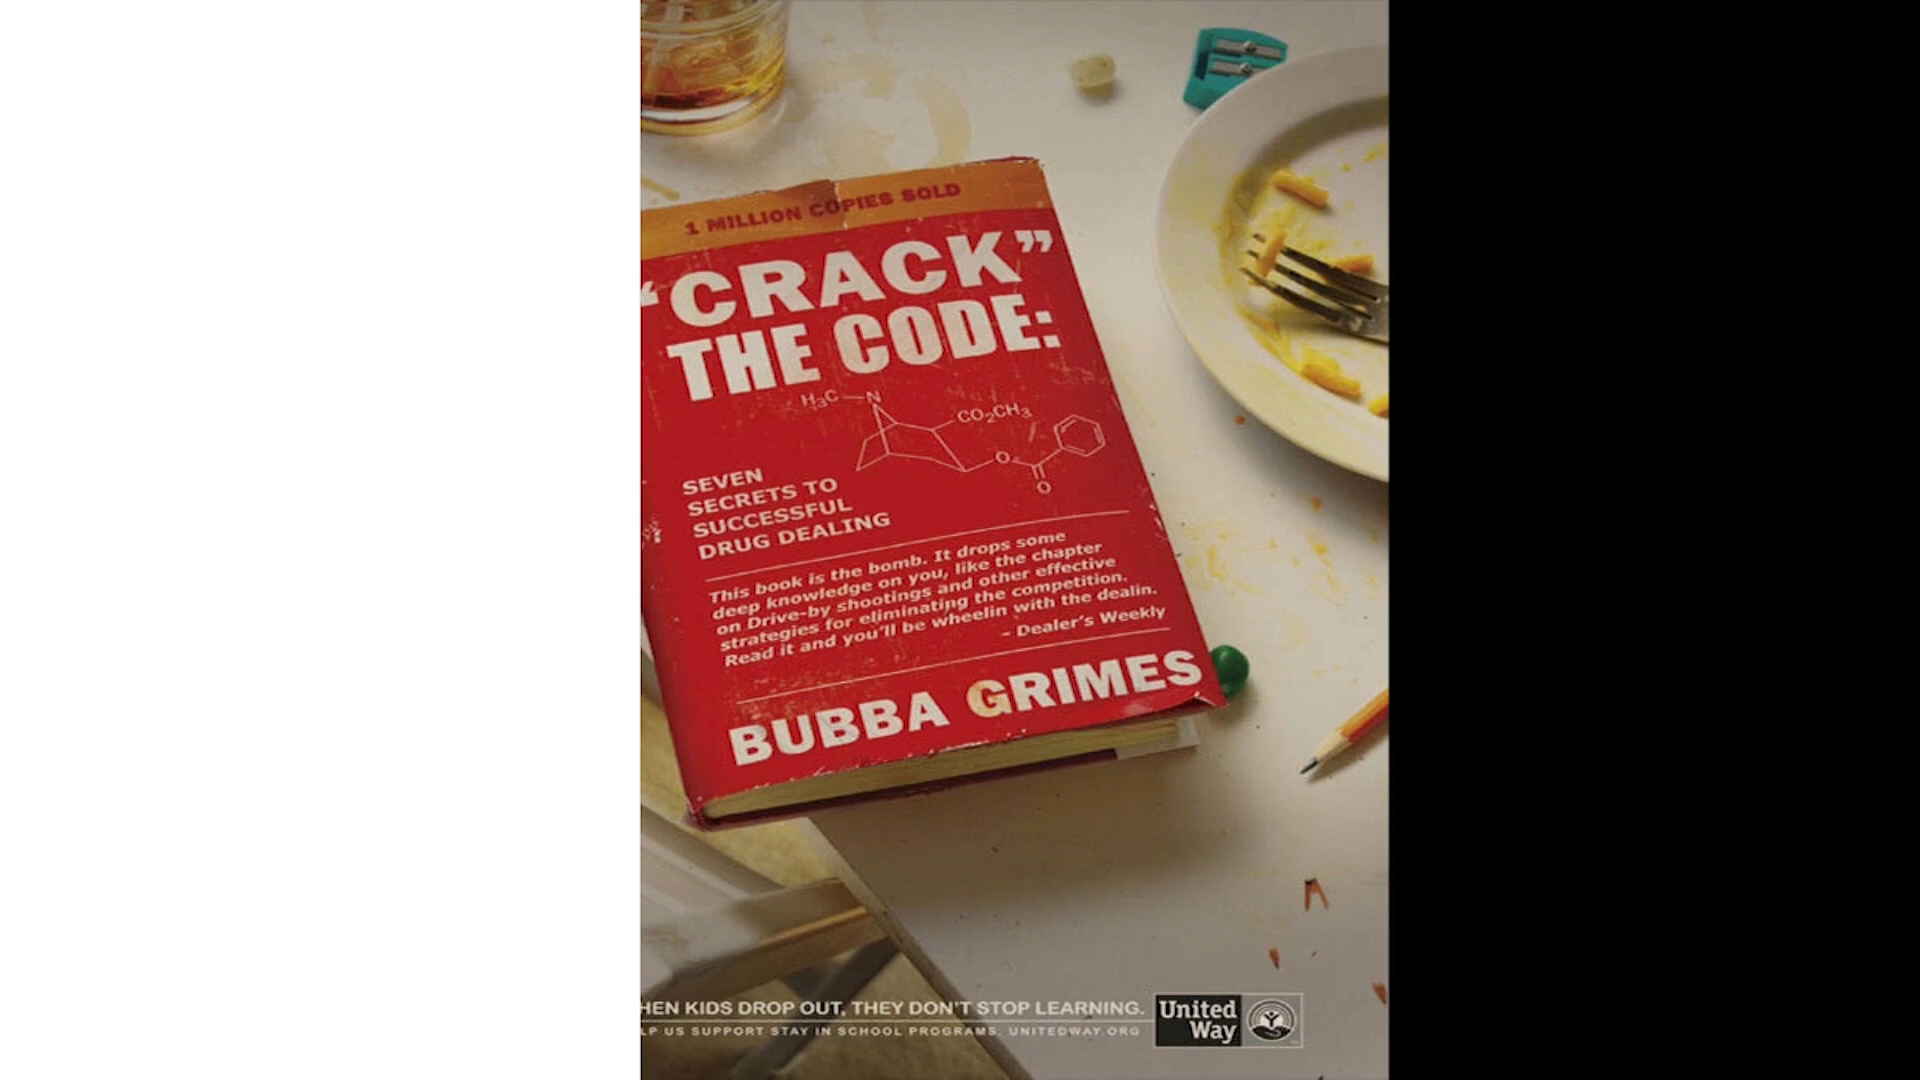 1 MILLION COPIES SOLD
“CRACK”
THE CODE:
H3C N
CO2CH3
O
O
SEVEN
SECRETS TO
SUCCESSFUL
DRUG DEALING
This book is the bomb. It drops some
deep knowledge on you, like the chapter
on Drive-by shootings and other effective
strategies for eliminating the competition.
Read it and you’ll be wheelin with the dealin.
- Dealer’s Weekly
BUBBA GRIMES
HEN KIDS DROP OUT, THEY DON’T STOP LEARNING.
LP US SUPPORT STAY IN SCHOOL PROGRAMS. UNITEDWAY.ORG
United
Way